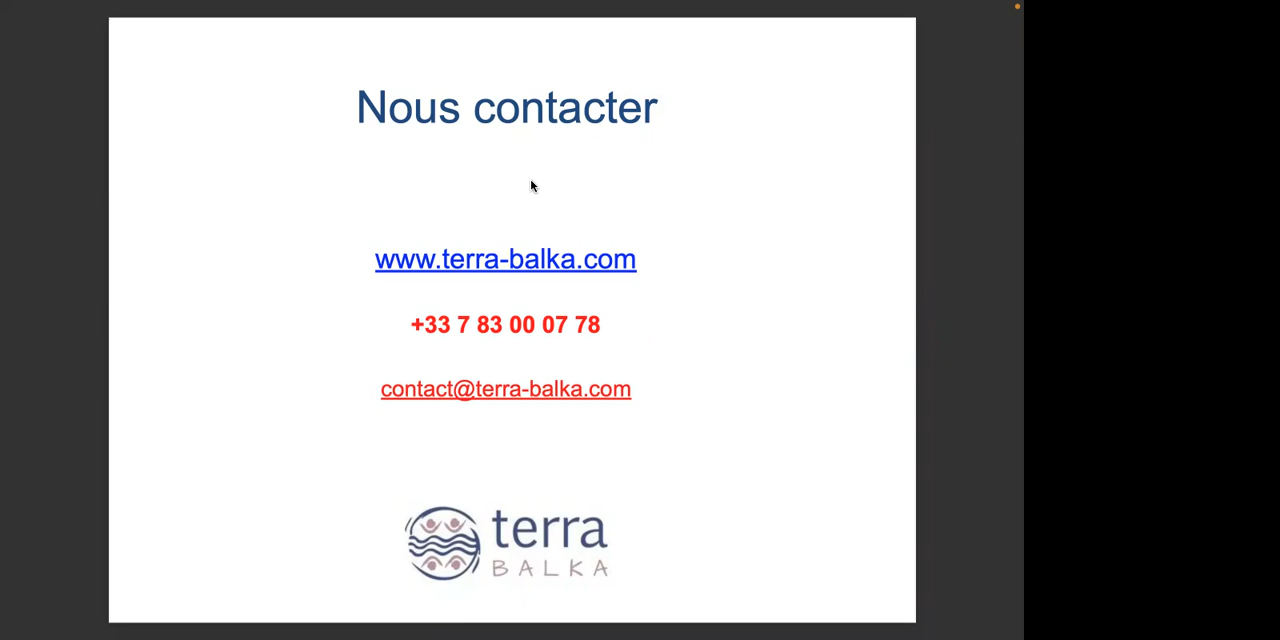 Nous contacter
www.terra-balka.com
+33 7 83 00 07 78
contact@terra-balka.com
terra
BALKA